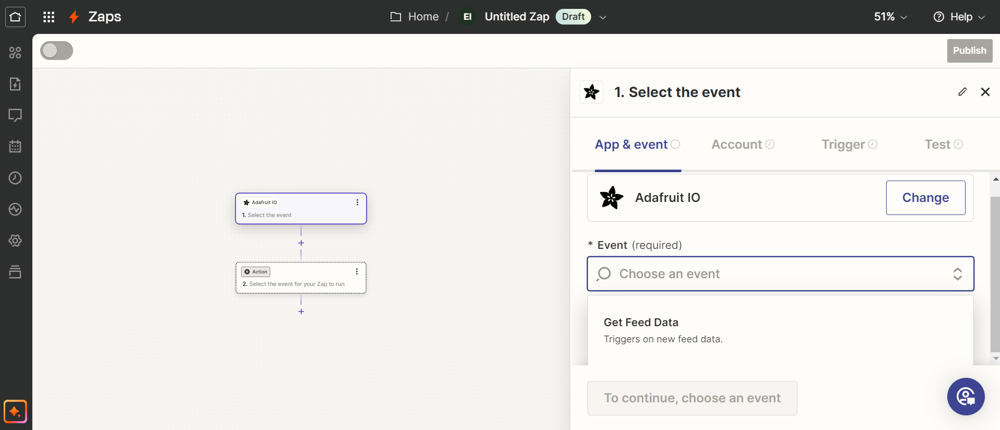 Zaps
Home / EI Untitled Zap Draft
51%
Help
Publish
1. Select the event
App & event
Account
Trigger
Test
Adafruit IO
Change
* Event (required)
Choose an event
Get Feed Data
Triggers on new feed data.
To continue, choose an event
Adafruit IO
1. Select the event
Action
2. Select the event for your Zap to run